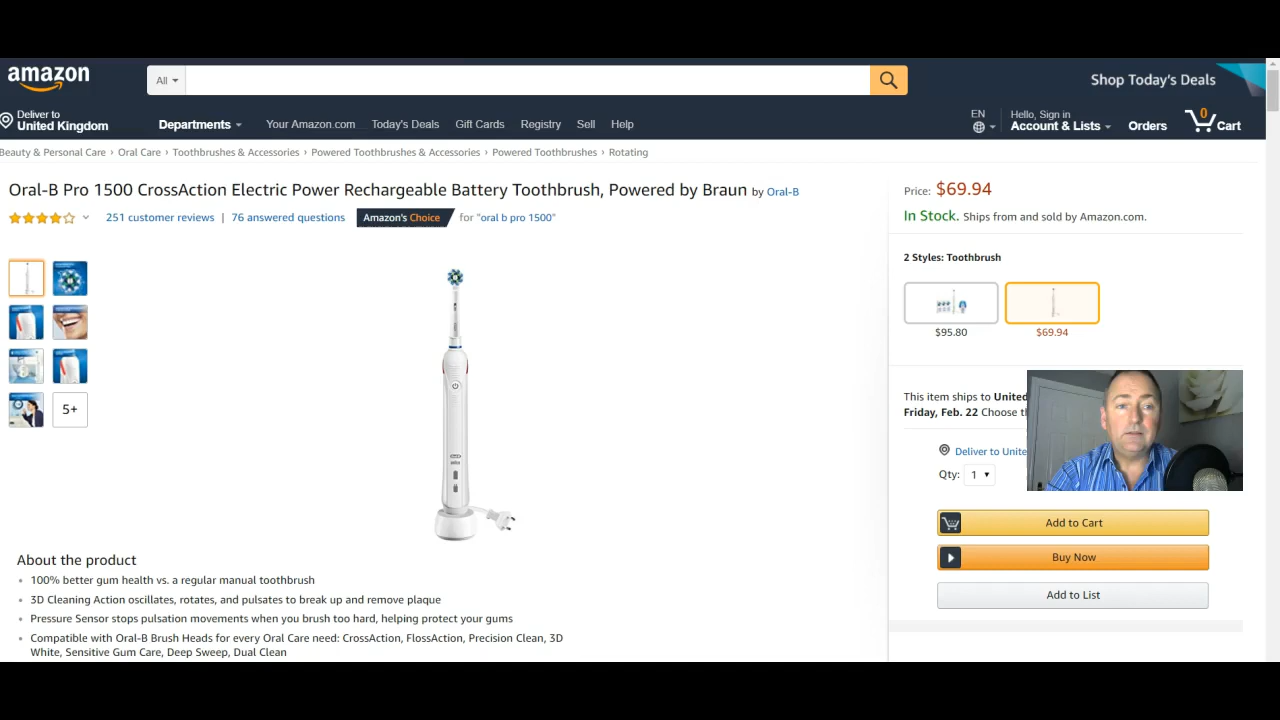 amazon
All
Shop Today's Deals
Deliver to
United Kingdom
Departments
Your Amazon.com
Today's Deals
Gift Cards
Registry
Sell
Help
EN
Hello, Sign in
Account & Lists
Orders
0
Cart
Beauty & Personal Care › Oral Care › Toothbrushes & Accessories › Powered Toothbrushes & Accessories › Powered Toothbrushes › Rotating
Oral-B Pro 1500 CrossAction Electric Power Rechargeable Battery Toothbrush, Powered by Braun by Oral-B
251 customer reviews | 76 answered questions Amazon's Choice for "oral b pro 1500"
5+
About the product
100% better gum health vs. a regular manual toothbrush
3D Cleaning Action oscillates, rotates, and pulsates to break up and remove plaque
Pressure Sensor stops pulsation movements when you brush too hard, helping protect your gums
Compatible with Oral-B Brush Heads for every Oral Care need: CrossAction, FlossAction, Precision Clean, 3D
White, Sensitive Gum Care, Deep Sweep, Dual Clean
Price: $69.94
In Stock. Ships from and sold by Amazon.com.
2 Styles: Toothbrush
$95.80
$69.94
This item ships to United
Friday, Feb. 22 Choose
Deliver to Unite
Qty: 1
Add to Cart
Buy Now
Add to List